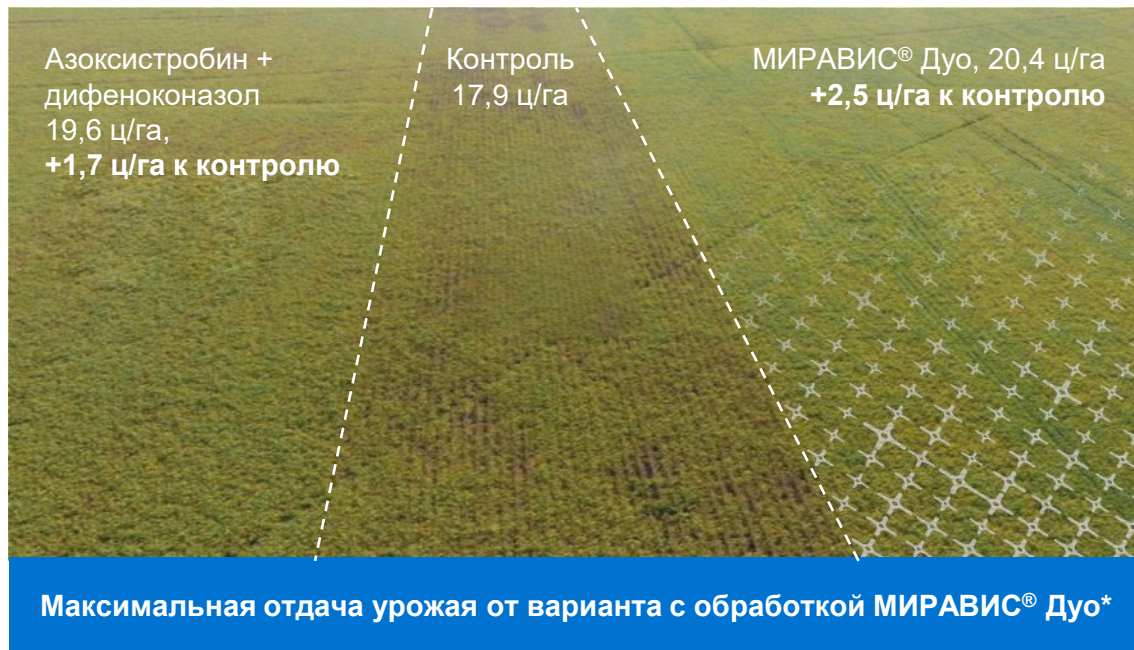 Азоксистробин +
дифеноконазол
19,6 ц/га,
+1,7 ц/га к контролю
Контроль
17,9 ц/га
МИРАВИС® Дуо, 20,4 ц/га
+2,5 ц/га к контролю
Максимальная отдача урожая от варианта с обработкой МИРАВИС® Дуо*